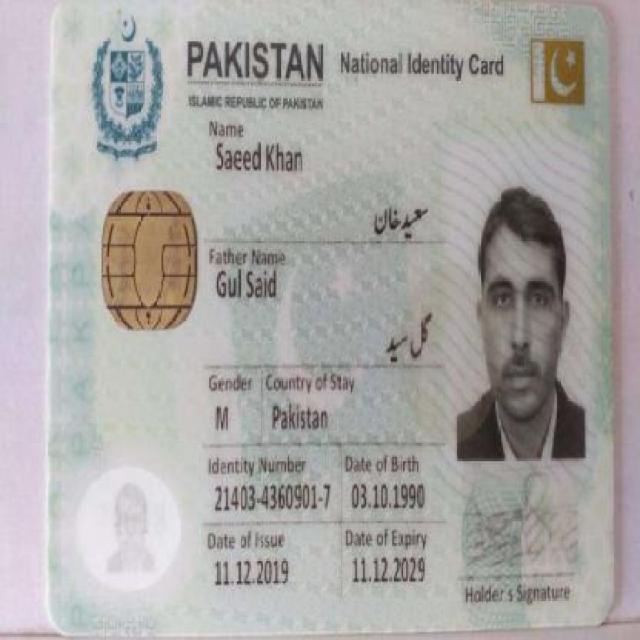 PAKISTAN National Identity Card
ISLAMIC REPUBLIC OF PAKISTAN
Name
Saeed Khan
سعید خان
Father Name
Gul Said
گل سید
Gender Country of Stay
M Pakistan
Identity Number Date of Birth
21403-4360901-7 03.10.1990
Date of Issue Date of Expiry
11.12.2019 11.12.2029
Holder's Signature